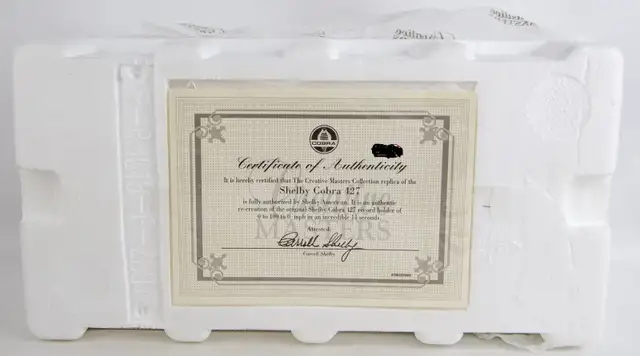 COBRA
Certificate of Authenticity
It is hereby certified that The Creative Masters Collection replica of the
Shelby Cobra 427
is fully authorized by Shelby American. It is an authentic
re-creation of the original Shelby Cobra 427 record holder of
0 to 100 to 0 mph in an incredible 14 seconds.
MASTERS
Attested:
Carroll Shelby
Carroll Shelby